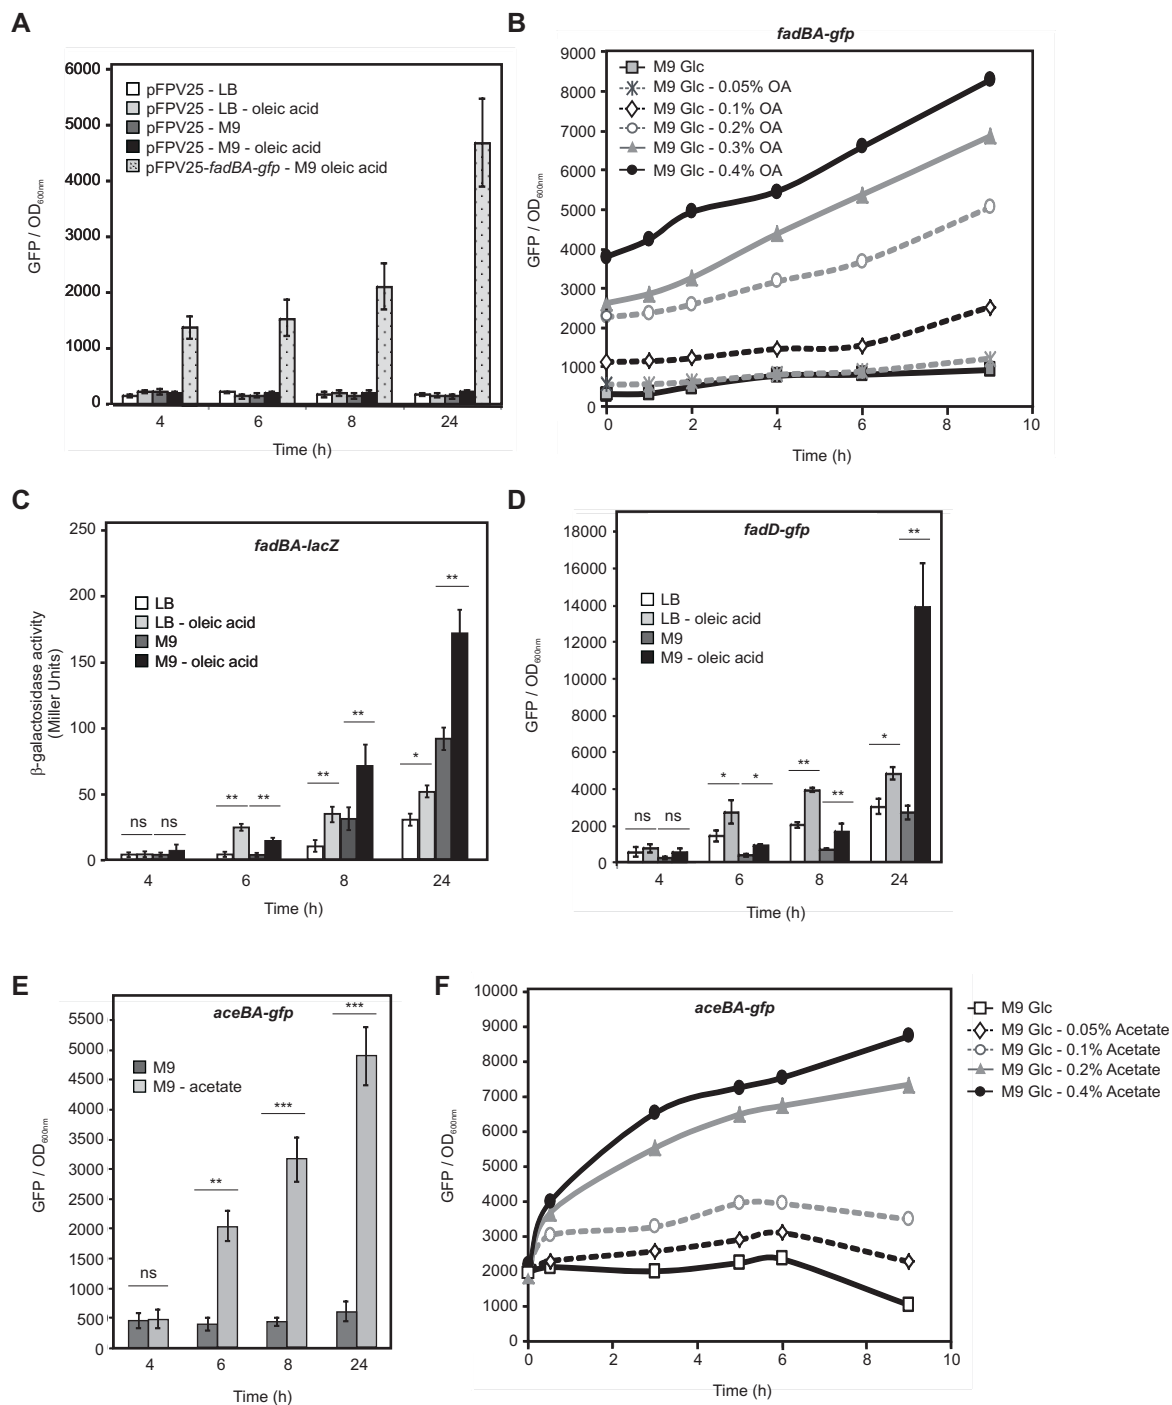 A
6000
5000
4000
3000
2000
1000
0
GFP / OD600nm
pFPV25 - LB
pFPV25 - LB - oleic acid
pFPV25 - M9
pFPV25 - M9 - oleic acid
pFPV25-fadBA-gfp - M9 oleic acid
4 6 8 24
Time (h)
B
fadBA-gfp
9000
8000
7000
6000
5000
4000
3000
2000
1000
0
GFP / OD600nm
M9 Glc
M9 Glc - 0.05% OA
M9 Glc - 0.1% OA
M9 Glc - 0.2% OA
M9 Glc - 0.3% OA
M9 Glc - 0.4% OA
0 2 4 6 8 10
Time (h)
C
fadBA-lacZ
250
200
150
100
50
0
β-galactosidase activity
(Miller Units)
LB
LB - oleic acid
M9
M9 - oleic acid
ns ns
** **
** **
* **
4 6 8 24
Time (h)
D
fadD-gfp
18000
16000
14000
12000
10000
8000
6000
4000
2000
0
GFP / OD600nm
LB
LB - oleic acid
M9
M9 - oleic acid
ns ns
* *
** **
* **
4 6 8 24
Time (h)
E
aceBA-gfp
5500
5000
4500
4000
3500
3000
2500
2000
1500
1000
500
0
GFP / OD600nm
M9
M9 - acetate
ns
**
***
***
4 6 8 24
Time (h)
F
aceBA-gfp
10000
9000
8000
7000
6000
5000
4000
3000
2000
1000
0
GFP / OD600nm
M9 Glc
M9 Glc - 0.05% Acetate
M9 Glc - 0.1% Acetate
M9 Glc - 0.2% Acetate
M9 Glc - 0.4% Acetate
0 2 4 6 8 10
Time (h)